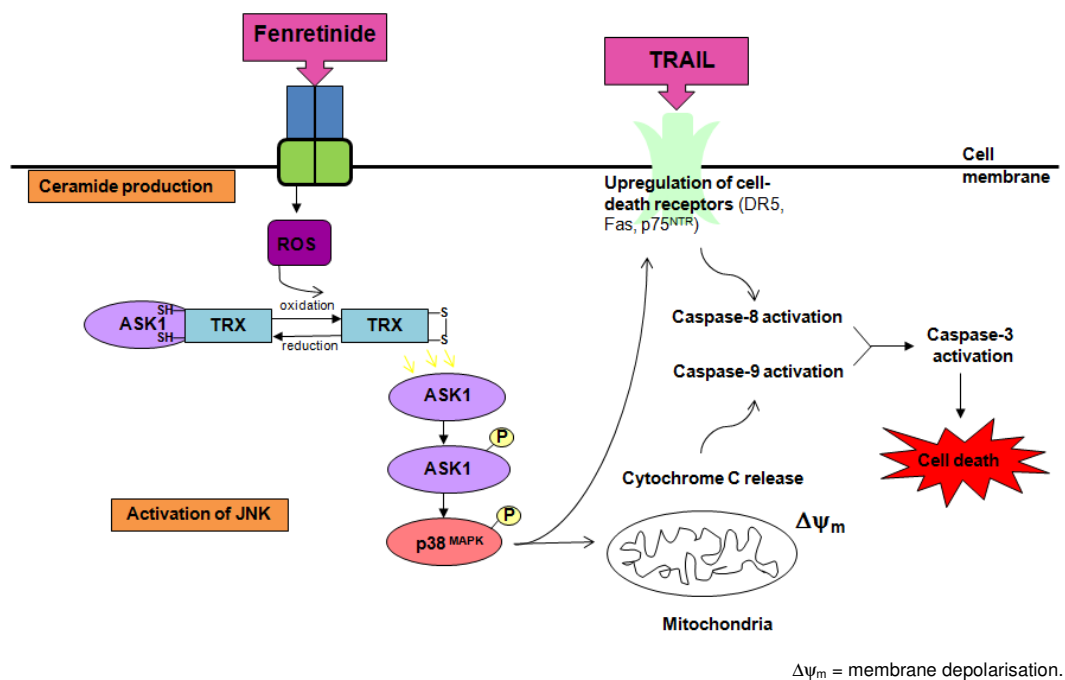 Fenretinide
TRAIL
Cell
membrane
Ceramide production
Upregulation of cell-
death receptors (DR5,
Fas, p75NTR)
ROS
oxidation
SH
ASK1
SH
TRX
TRX
S
S
reduction
Caspase-8 activation
Caspase-9 activation
Caspase-3
activation
ASK1
P
ASK1
Cell death
Cytochrome C release
Activation of JNK
P
p38 MAPK
Δψm
Mitochondria
Δψm = membrane depolarisation.